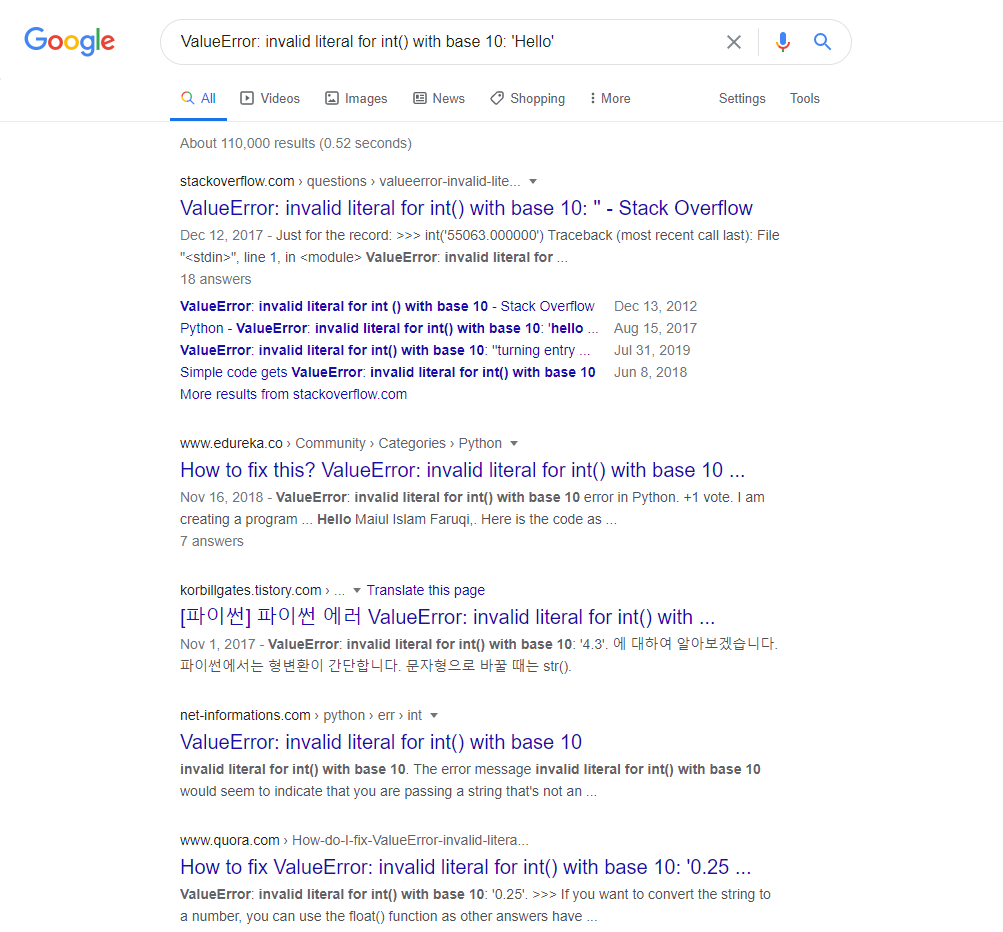 Google
ValueError: invalid literal for int() with base 10: 'Hello'
All Videos Images News Shopping More Settings Tools
About 110,000 results (0.52 seconds)
stackoverflow.com › questions › valueerror-invalid-lite...
ValueError: invalid literal for int() with base 10: '' - Stack Overflow
Dec 12, 2017 - Just for the record: >>> int('55063.000000') Traceback (most recent call last): File
"<stdin>", line 1, in <module> ValueError: invalid literal for ...
18 answers
ValueError: invalid literal for int () with base 10 - Stack Overflow Dec 13, 2012
Python - ValueError: invalid literal for int() with base 10: 'hello ... Aug 15, 2017
ValueError: invalid literal for int() with base 10: ''turning entry ... Jul 31, 2019
Simple code gets ValueError: invalid literal for int() with base 10 Jun 8, 2018
More results from stackoverflow.com
www.edureka.co › Community › Categories › Python
How to fix this? ValueError: invalid literal for int() with base 10 ...
Nov 16, 2018 - ValueError: invalid literal for int() with base 10 error in Python. +1 vote. I am
creating a program ... Hello Maiul Islam Faruqi,. Here is the code as ...
7 answers
korbillgates.tistory.com › ... Translate this page
[파이썬] 파이썬 에러 ValueError: invalid literal for int() with ...
Nov 1, 2017 - ValueError: invalid literal for int() with base 10: '4.3'. 에 대하여 알아보겠습니다.
파이썬에서는 형변환이 간단합니다. 문자형으로 바꿀 때는 str().
net-informations.com › python › err › int
ValueError: invalid literal for int() with base 10
invalid literal for int() with base 10. The error message invalid literal for int() with base 10
would seem to indicate that you are passing a string that's not an ...
www.quora.com › How-do-I-fix-ValueError-invalid-litera...
How to fix ValueError: invalid literal for int() with base 10: '0.25 ...
ValueError: invalid literal for int() with base 10: '0.25'. >>> If you want to convert the string to
a number, you can use the float() function as other answers have ...